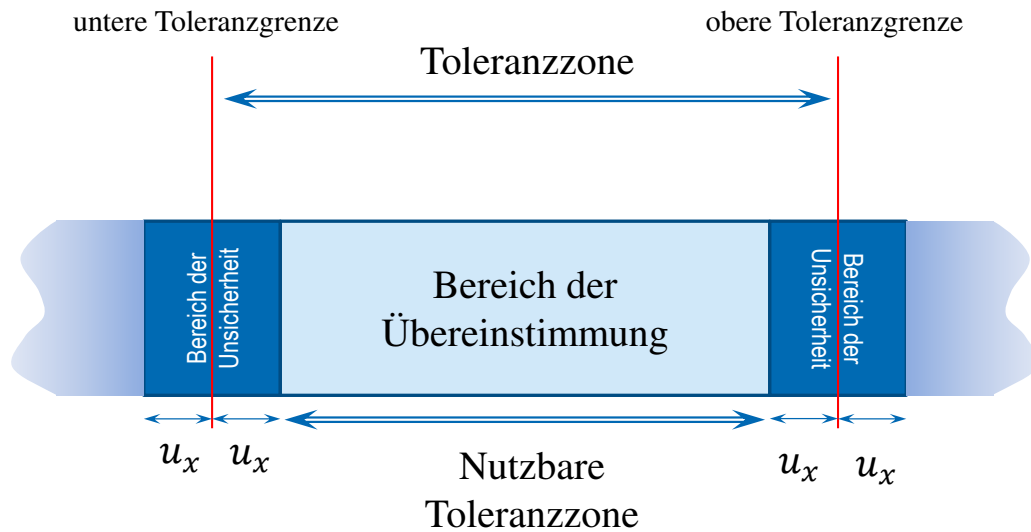 untere Toleranzgrenze
obere Toleranzgrenze
Toleranzzone
Bereich der
Unsicherheit
Bereich der
Übereinstimmung
Bereich der
Unsicherheit
u_x
u_x
Nutzbare
Toleranzzone
u_x
u_x